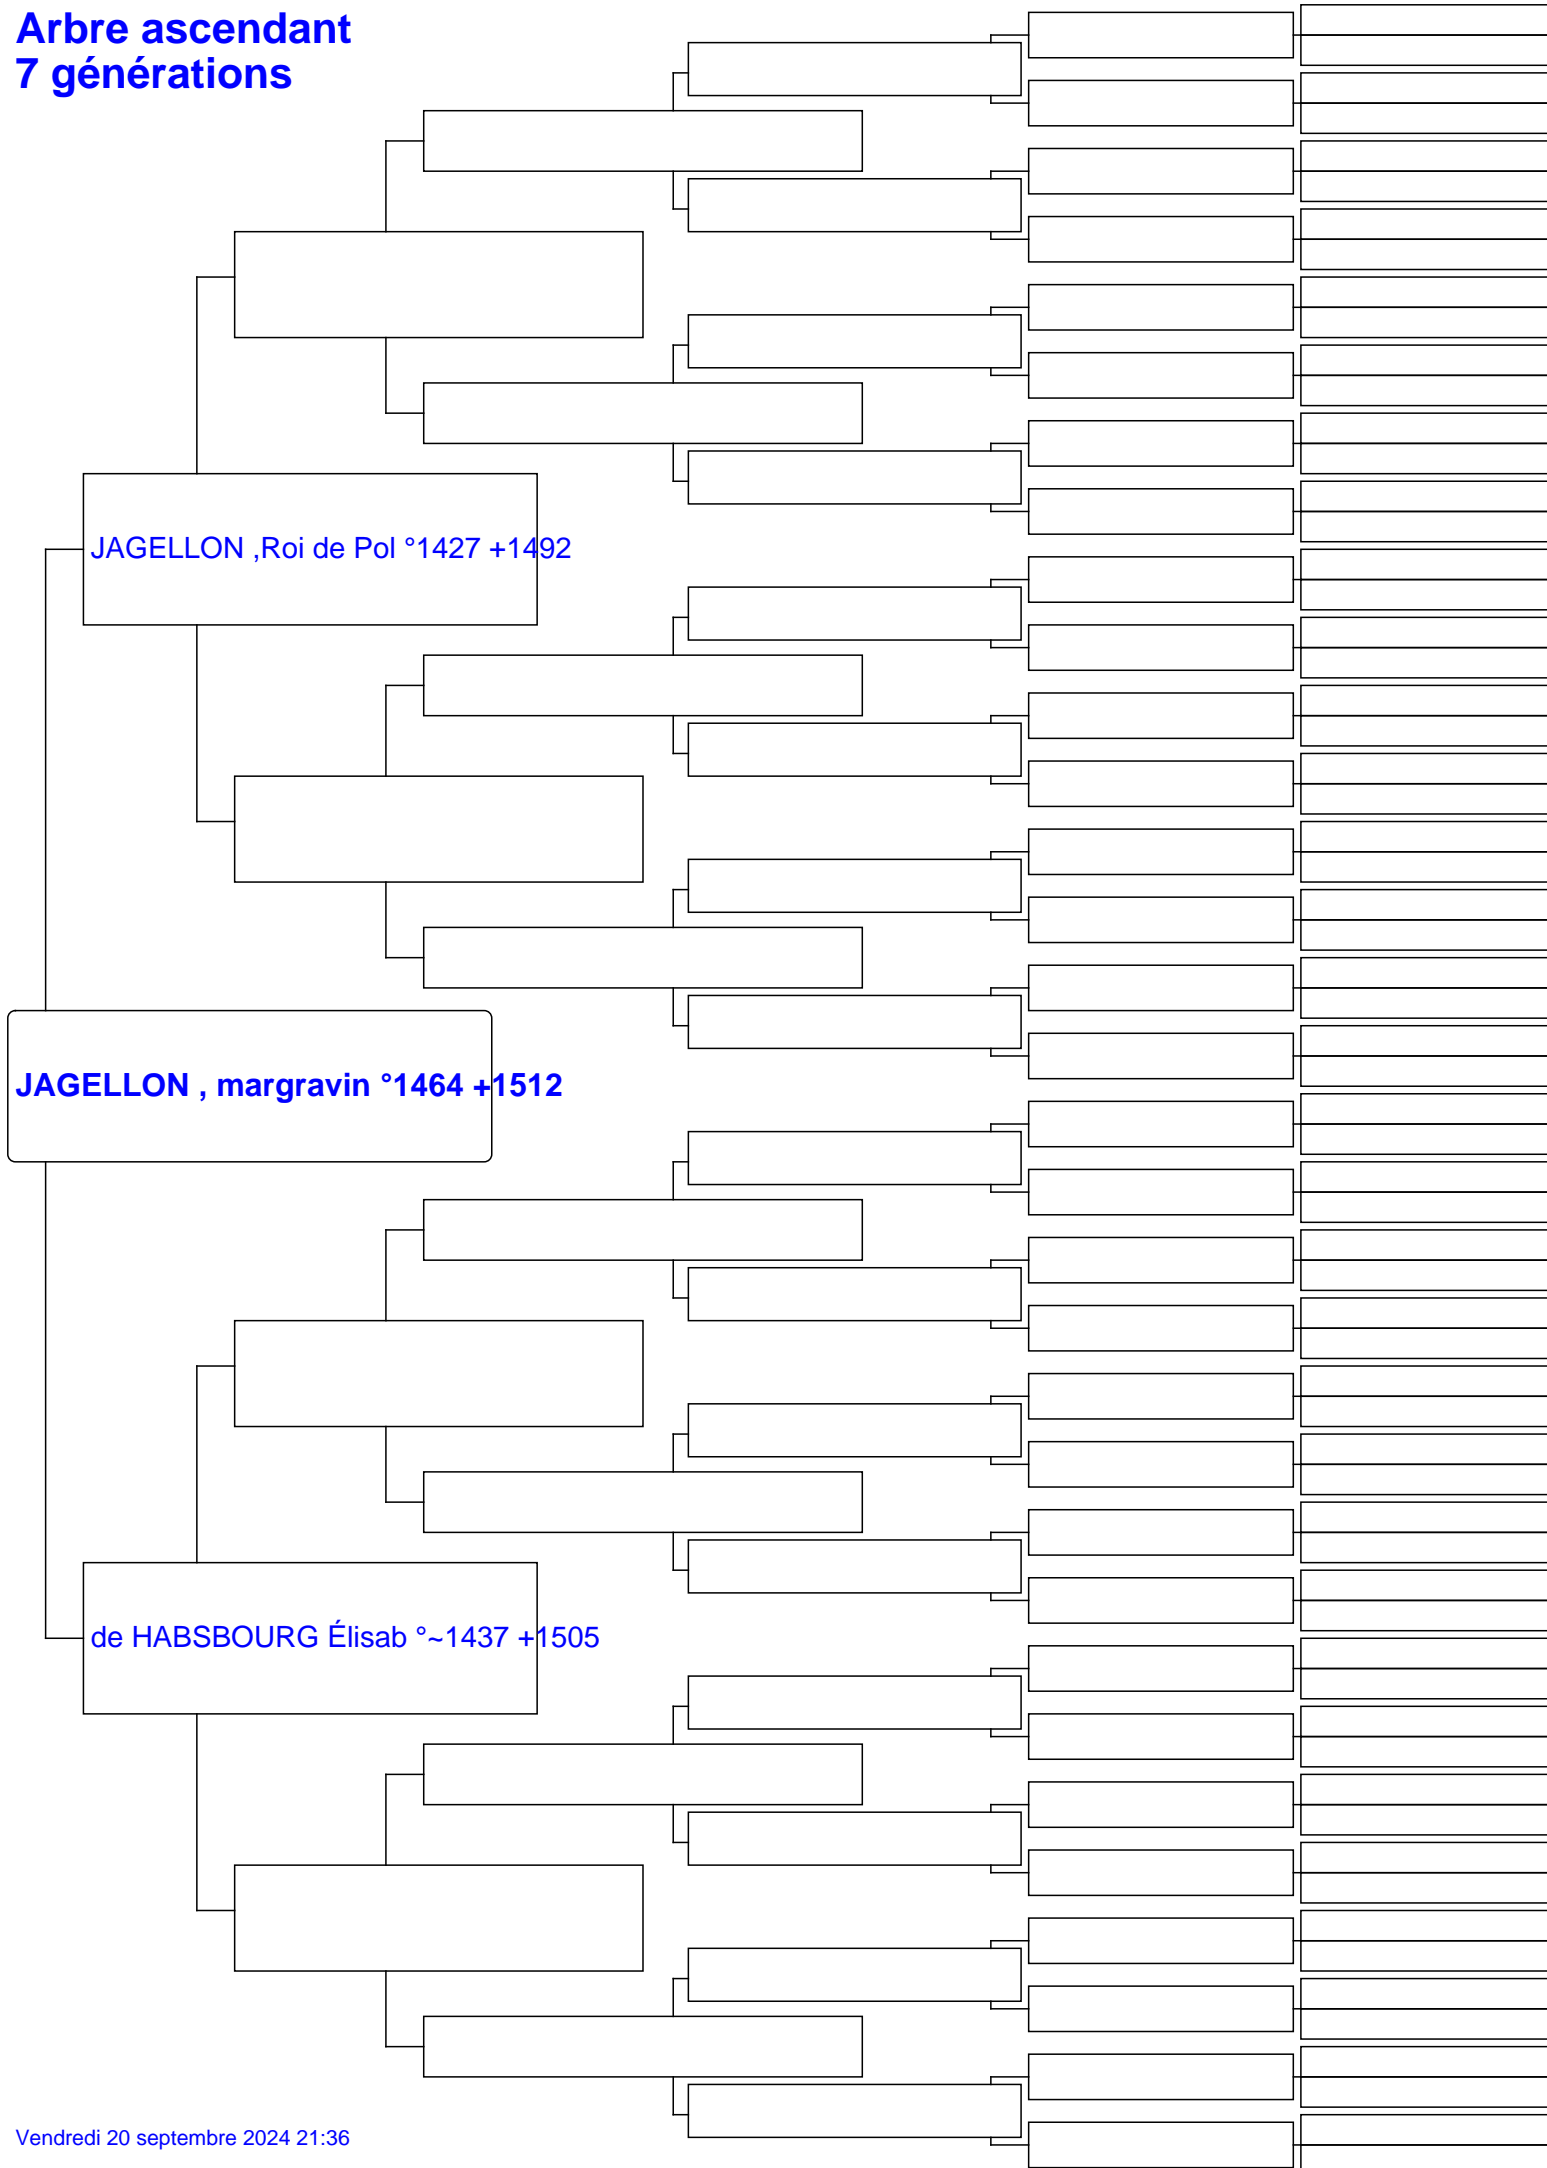 Arbre ascendant
7 générations
JAGELLON ,Roi de Pol °1427 +1492
JAGELLON , margravin °1464 +1512
de HABSBOURG Élisab °~1437 +1505
Vendredi 20 septembre 2024 21:36